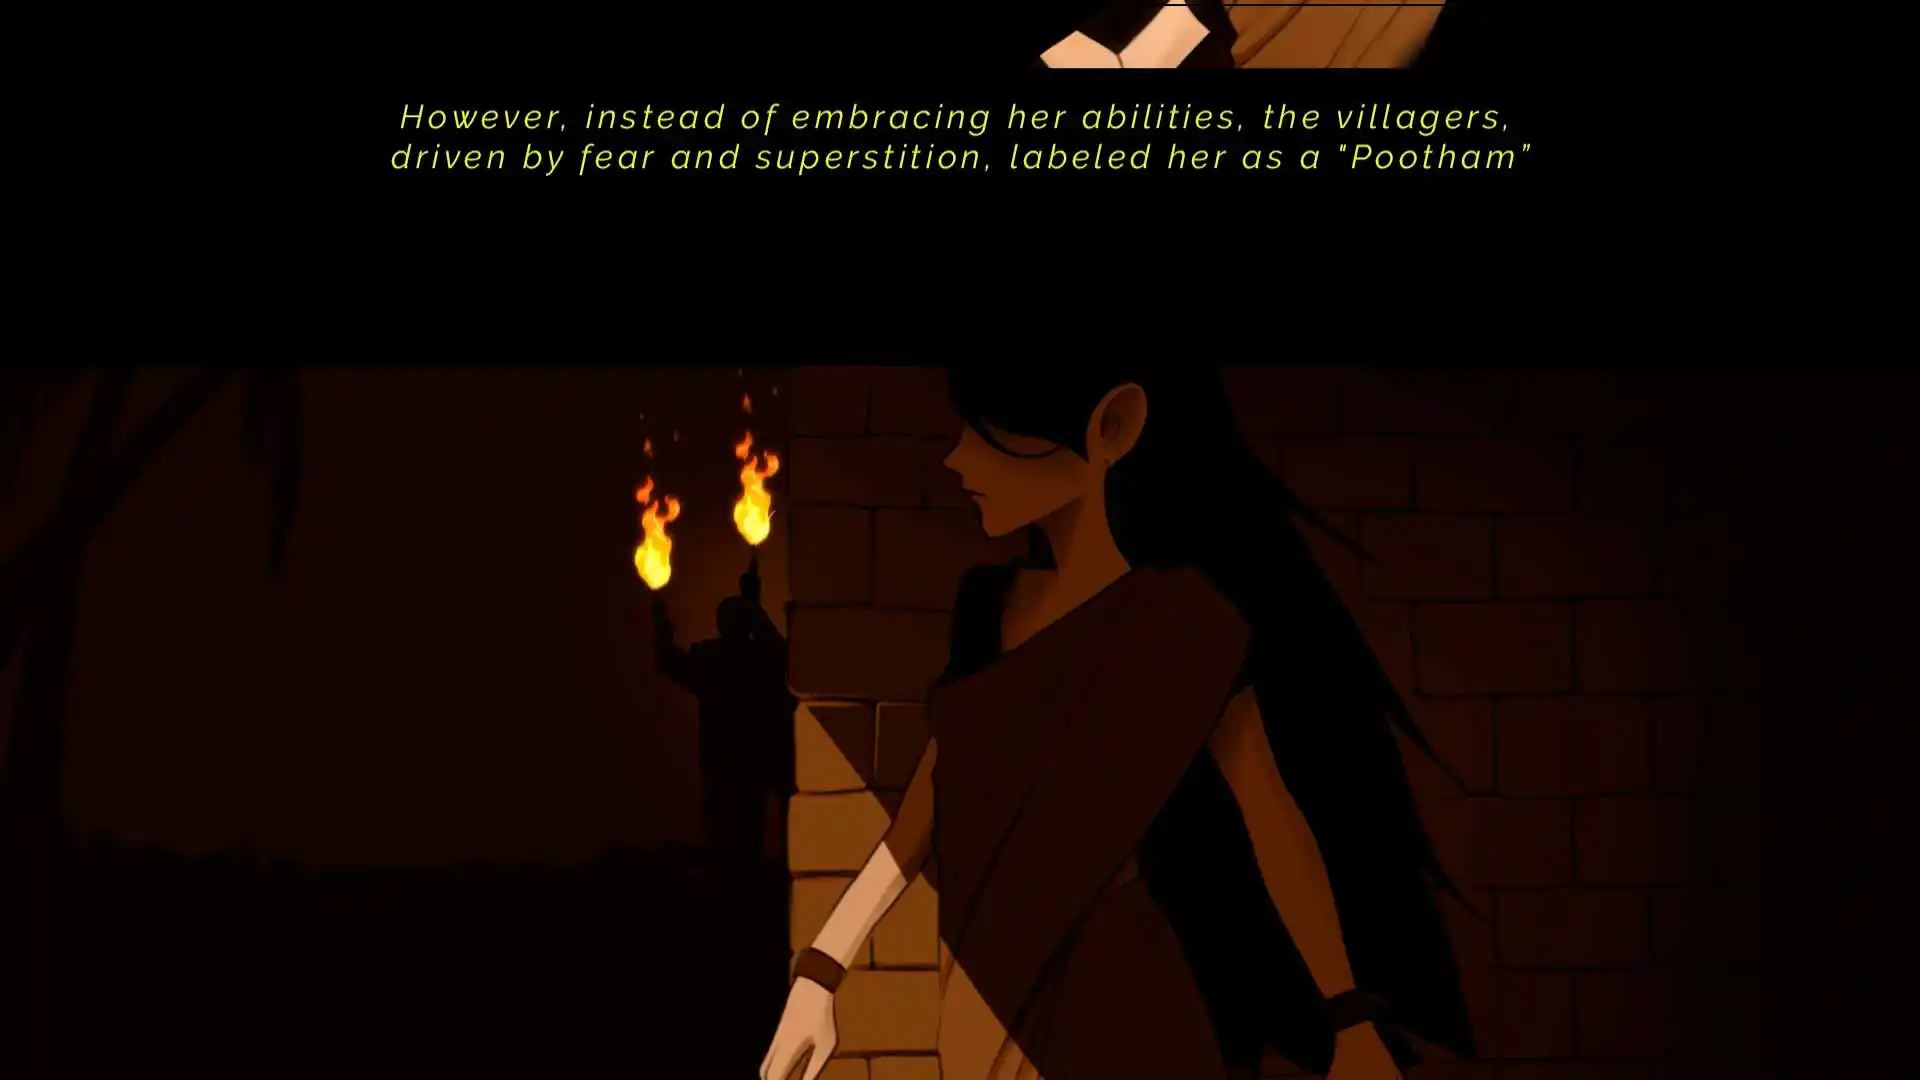 However, instead of embracing her abilities, the villagers,
driven by fear and superstition, labeled her as a "Pootham”